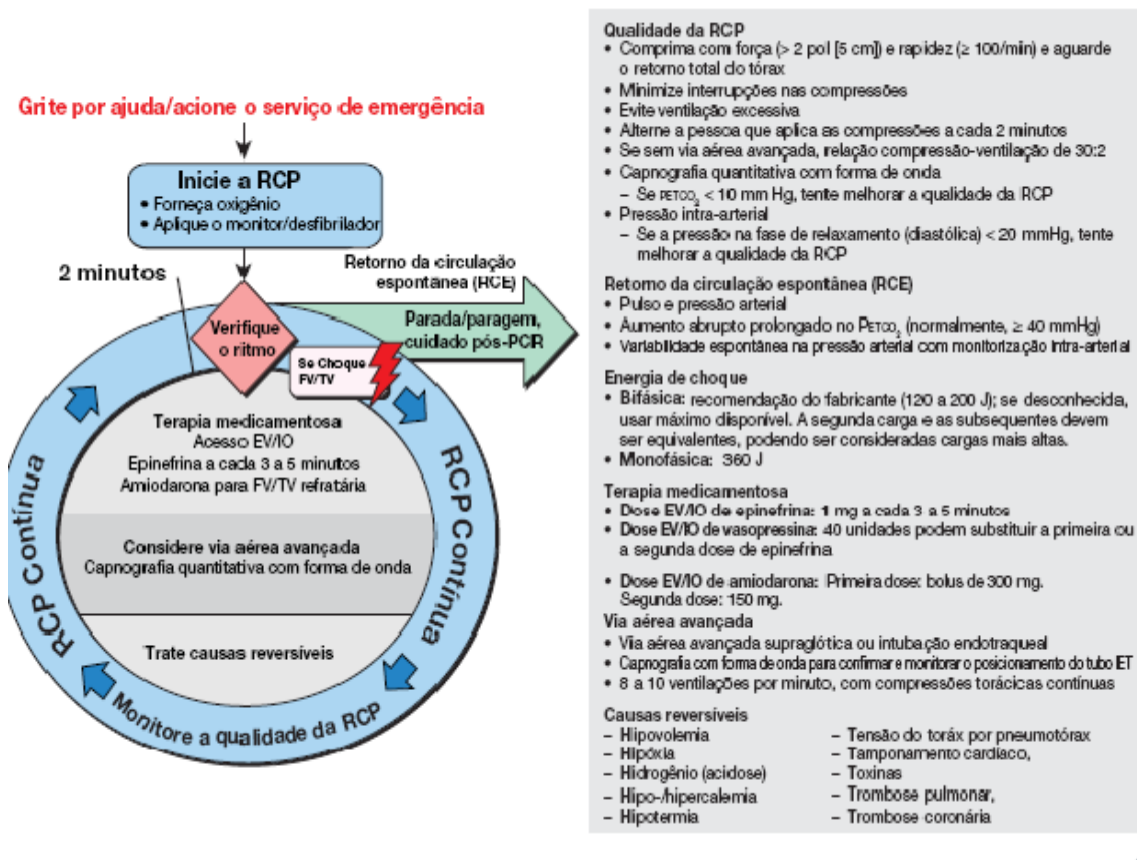 Grite por ajuda/acione o serviço de emergência
Inicie a RCP
• Forneça oxigênio
• Aplique o monitor/desfibrilador
2 minutos
Retorno da circulação
espontânea (RCE)
Verifique
o ritmo
Parada/paragem,
cuidado pós-PCR
Se Choque
FV/TV
Terapia medicamentosa
Acesso EV/IO
Epinefrina a cada 3 a 5 minutos
Amiodarona para FV/TV refratária
Considere via aérea avançada
Capnografia quantitativa com forma de onda
Trate causas reversíveis
RCP Contínua
RCP Contínua
Monitore a qualidade da RCP
Qualidade da RCP
• Comprima com força (> 2 pol [5 cm]) e rapidez (≥ 100/min) e aguarde
o retorno total do tórax
• Minimize interrupções nas compressões
• Evite ventilação excessiva
• Alterne a pessoa que aplica as compressões a cada 2 minutos
• Se sem via aérea avançada, relação compressão-ventilação de 30:2
• Capnografia quantitativa com forma de onda
– Se PETCO₂ < 10 mm Hg, tente melhorar a qualidade da RCP
• Pressão intra-arterial
– Se a pressão na fase de relaxamento (diastólica) < 20 mmHg, tente
melhorar a qualidade da RCP
Retorno da circulação espontânea (RCE)
• Pulso e pressão arterial
• Aumento abrupto prolongado no PETCO₂ (normalmente, ≥ 40 mmHg)
• Variabilidade espontânea na pressão arterial com monitorização intra-arterial
Energia de choque
• Bifásica: recomendação do fabricante (120 a 200 J); se desconhecida,
usar máximo disponível. A segunda carga e as subsequentes devem
ser equivalentes, podendo ser consideradas cargas mais altas.
• Monofásica: 360 J
Terapia medicamentosa
• Dose EV/IO de epinefrina: 1 mg a cada 3 a 5 minutos
• Dose EV/IO de vasopressina: 40 unidades podem substituir a primeira ou
a segunda dose de epinefrina
• Dose EV/IO de amiodarona: Primeira dose: bolus de 300 mg.
Segunda dose: 150 mg.
Via aérea avançada
• Via aérea avançada supraglótica ou intubação endotraqueal
• Capnografia com forma de onda para confirmar e monitorar o posicionamento do tubo ET
• 8 a 10 ventilações por minuto, com compressões torácicas contínuas
Causas reversíveis
– Hipovolemia
– Hipóxia
– Hidrogênio (acidose)
– Hipo-/hipercalemia
– Hipotermia
– Tensão do toráx por pneumotórax
– Tamponamento cardíaco,
– Toxinas
– Trombose pulmonar,
– Trombose coronária